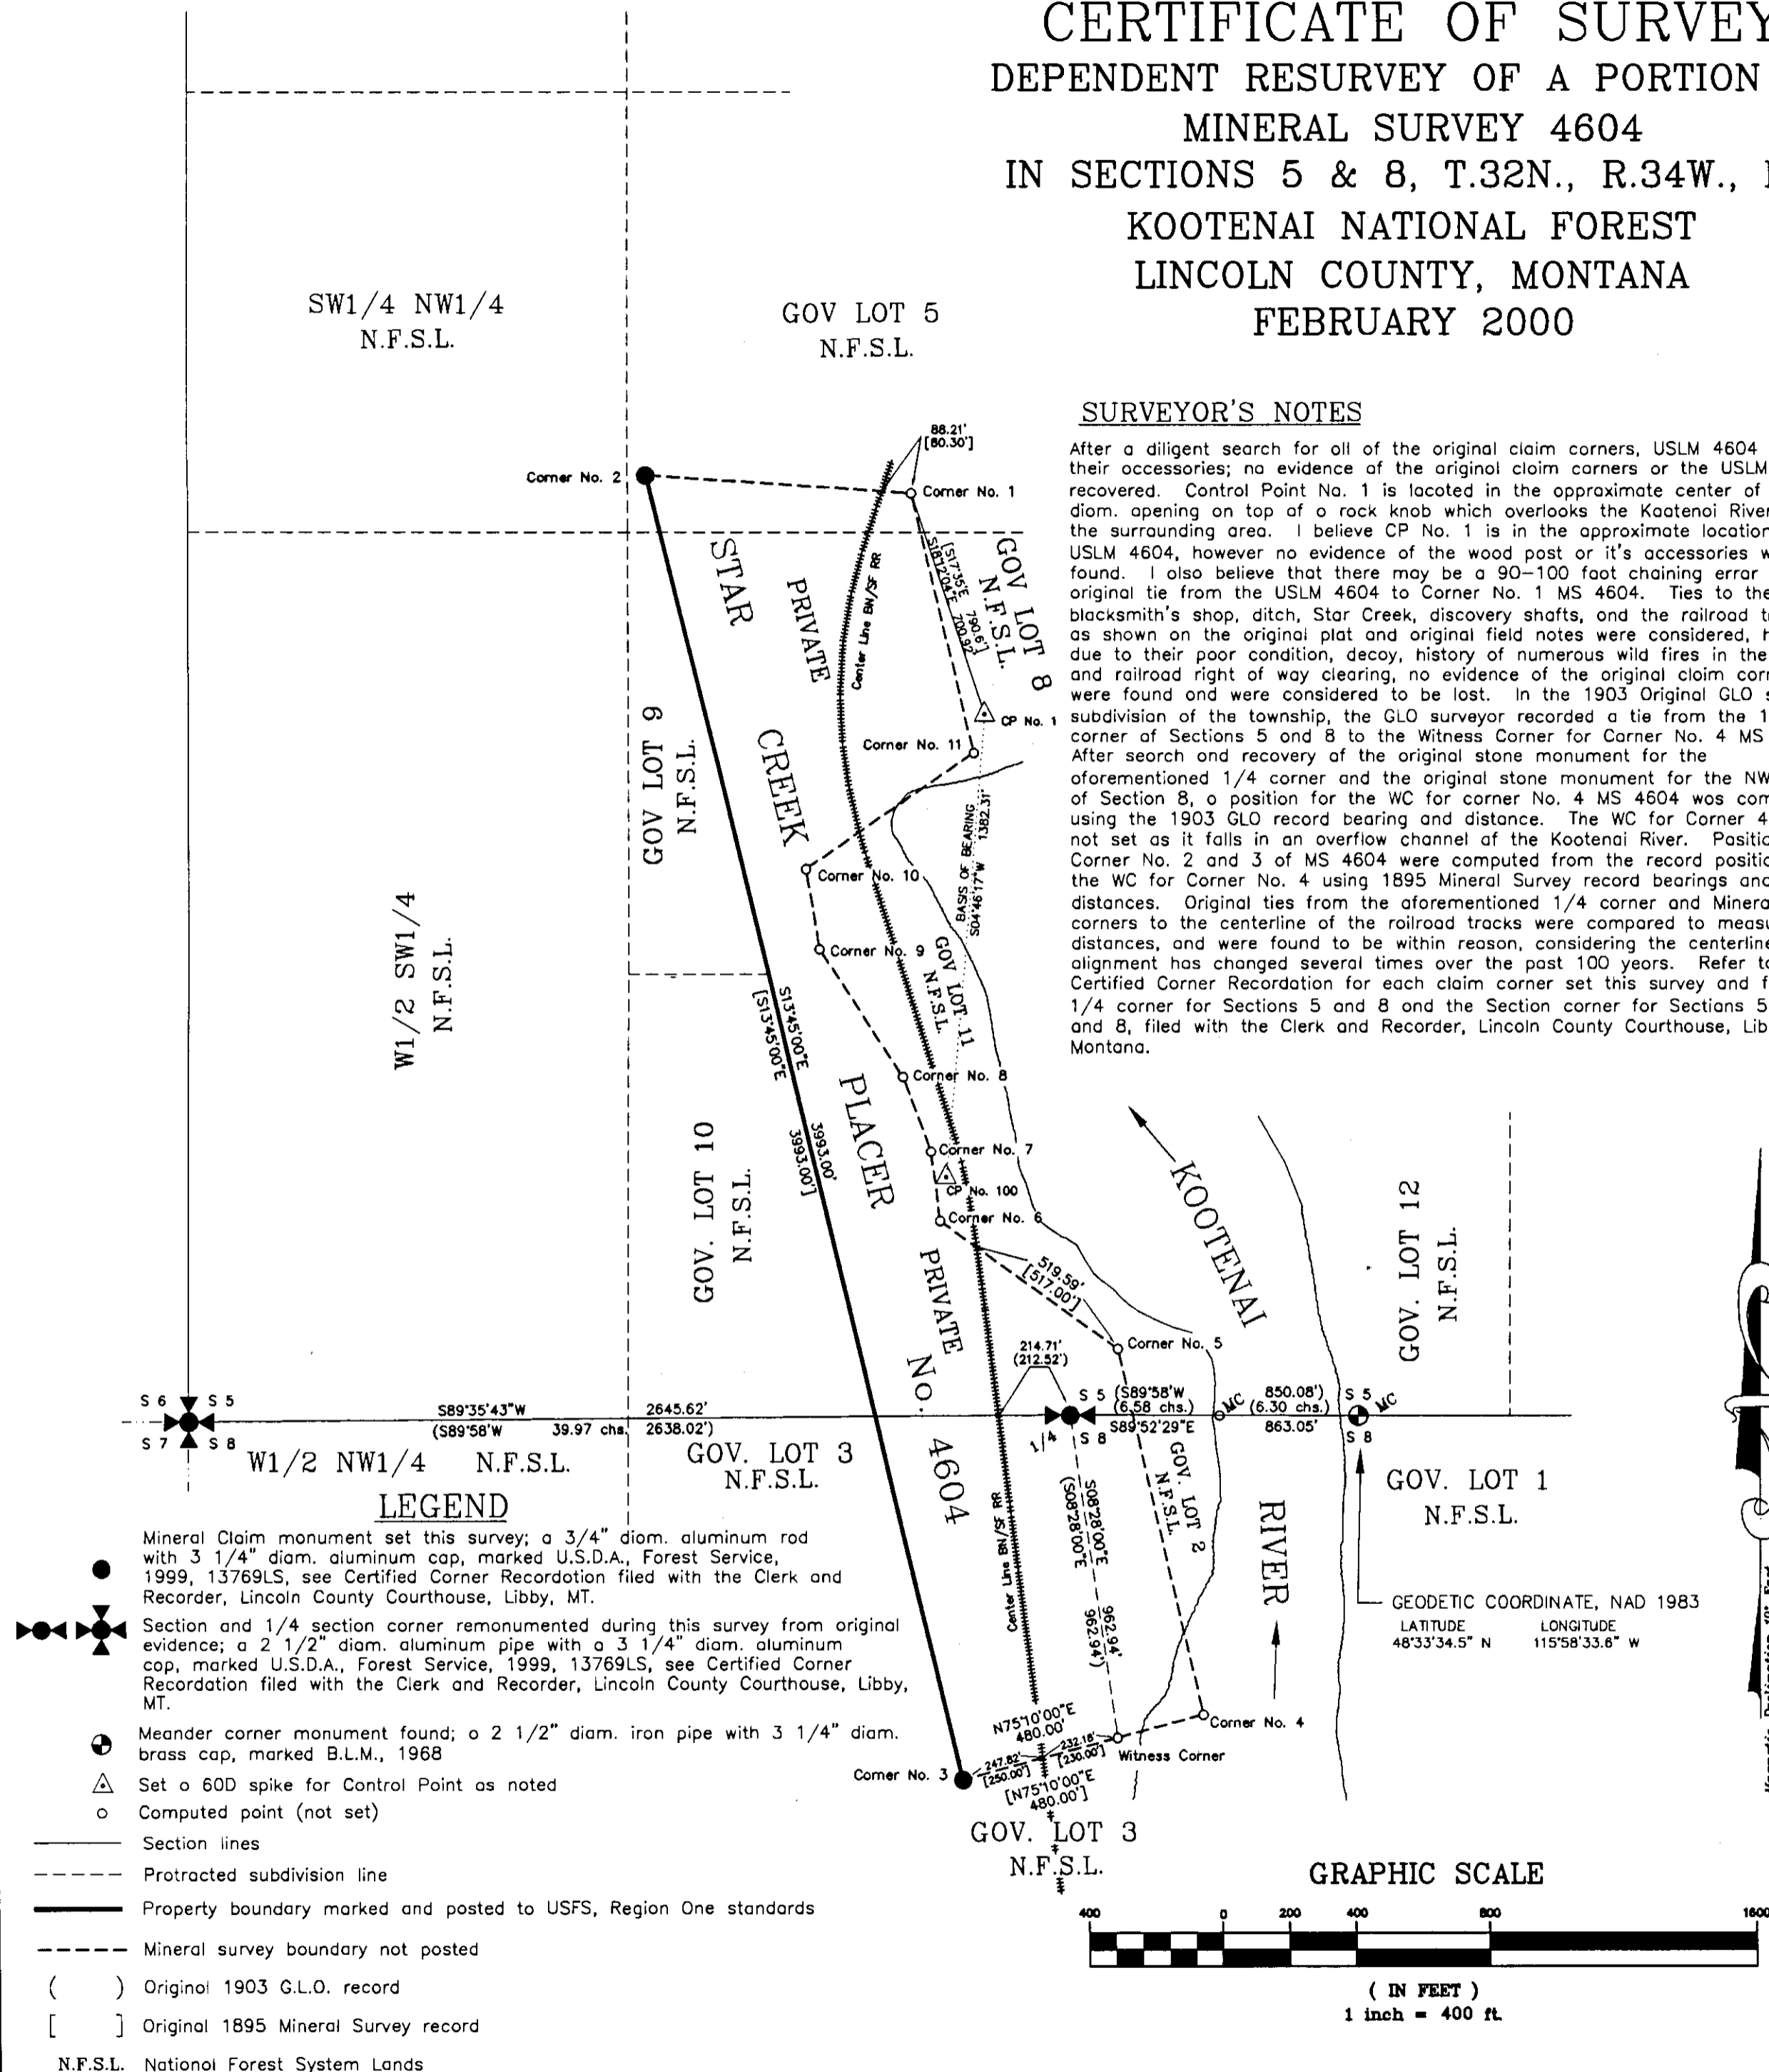 CERTIFICATE OF SURVEY
DEPENDENT RESURVEY OF A PORTION
MINERAL SURVEY 4604
IN SECTIONS 5 & 8, T.32N., R.34W.,
KOOTENAI NATIONAL FOREST
LINCOLN COUNTY, MONTANA
FEBRUARY 2000
SW1/4 NW1/4
N.F.S.L.
GOV LOT 5
N.F.S.L.
SURVEYOR'S NOTES
After a diligent search for all of the original claim corners, USLM 4604
their accessories; no evidence of the original claim corners or the USLM
recovered. Control Point No. 1 is located in the approximate center of
diam. opening on top of a rock knob which overlooks the Kootenai River
the surrounding area. I believe CP No. 1 is in the approximate location
USLM 4604, however no evidence of the wood post or it's accessories w
found. I also believe that there may be a 90-100 foot chaining error
original tie from the USLM 4604 to Corner No. 1 MS 4604. Ties to the
blacksmith's shop, ditch, Star Creek, discovery shafts, and the railroad t
as shown on the original plat and original field notes were considered, h
due to their poor condition, decay, history of numerous wild fires in the
and railroad right of way clearing, no evidence of the original claim corn
were found and were considered to be lost. In the 1903 Original GLO s
subdivision of the township, the GLO surveyor recorded a tie from the 1
corner of Sections 5 and 8 to the Witness Corner for Corner No. 4 MS
After search and recovery of the original stone monument for the
aforementioned 1/4 corner and the original stone monument for the NW
of Section 8, a position for the WC for corner No. 4 MS 4604 was com
using the 1903 GLO record bearing and distance. The WC for Corner 4
not set as it falls in an overflow channel of the Kootenai River. Positio
Corner No. 2 and 3 of MS 4604 were computed from the record positio
the WC for Corner No. 4 using 1895 Mineral Survey record bearings and
distances. Original ties from the aforementioned 1/4 corner and Minera
corners to the centerline of the railroad tracks were compared to measu
distances, and were found to be within reason, considering the centerline
alignment has changed several times over the past 100 years. Refer to
Certified Corner Recordation for each claim corner set this survey and f
1/4 corner for Sections 5 and 8 and the Section corner for Sections 5
and 8, filed with the Clerk and Recorder, Lincoln County Courthouse, Lib
Montana.
88.21'
[80.30']
Corner No. 2
Corner No. 1
STAR
PRIVATE
Center Line BN/SF RR
[S17°35'E 790.6']
S18°12'04"E 700.92'
GOV LOT 8
N.F.S.L.
CP No. 1
Corner No. 11
GOV LOT 9
N.F.S.L.
CREEK
BASIS OF BEARING
S04°46'17"W 1382.31'
Corner No. 10
Corner No. 9
GOV LOT 11
N.F.S.L.
W1/2 SW1/4
N.F.S.L.
S13°45'00"E
[S13°45'00"E
3993.00'
3993.00']
Corner No. 8
PLACER
GOV. LOT 10
N.F.S.L.
Corner No. 7
CP No. 100
Corner No. 6
KOOTENAI
GOV. LOT 12
N.F.S.L.
PRIVATE
519.59'
[517.00']
Corner No. 5
214.71'
(212.52')
No.
4604
S 6 S 5
S 7 S 8
S89°35'43"W 2645.62'
(S89°58'W 39.97 chs. 2638.02')
S 5
1/4 S 8
(S89°58'W 850.08')
(6.58 chs.) (6.30 chs.)
S89°52'29"E 863.05'
MC
MC
S 5
S 8
W1/2 NW1/4 N.F.S.L.
GOV. LOT 3
N.F.S.L.
GOV. LOT 2
N.F.S.L.
GOV. LOT 1
N.F.S.L.
S08°28'00"E 962.94'
(S08°28'00"E 962.94')
Center Line BN/SF RR
RIVER
GEODETIC COORDINATE, NAD 1983
LATITUDE LONGITUDE
48°33'34.5" N 115°58'33.6" W
N75°10'00"E
480.00'
247.82' 232.18'
[250.00'] [230.00']
[N75°10'00"E
480.00']
Corner No. 3
Witness Corner
Corner No. 4
GOV. LOT 3
N.F.S.L.
LEGEND
Mineral Claim monument set this survey; a 3/4" diam. aluminum rod
with 3 1/4" diam. aluminum cap, marked U.S.D.A., Forest Service,
1999, 13769LS, see Certified Corner Recordation filed with the Clerk and
Recorder, Lincoln County Courthouse, Libby, MT.
Section and 1/4 section corner remonumented during this survey from original
evidence; a 2 1/2" diam. aluminum pipe with a 3 1/4" diam. aluminum
cap, marked U.S.D.A., Forest Service, 1999, 13769LS, see Certified Corner
Recordation filed with the Clerk and Recorder, Lincoln County Courthouse, Libby,
MT.
Meander corner monument found; a 2 1/2" diam. iron pipe with 3 1/4" diam.
brass cap, marked B.L.M., 1968
Set a 60D spike for Control Point as noted
Computed point (not set)
Section lines
Protracted subdivision line
Property boundary marked and posted to USFS, Region One standards
Mineral survey boundary not posted
( ) Original 1903 G.L.O. record
[ ] Original 1895 Mineral Survey record
N.F.S.L. National Forest System Lands
GRAPHIC SCALE
400 0 200 400 800 1600
( IN FEET )
1 inch = 400 ft.